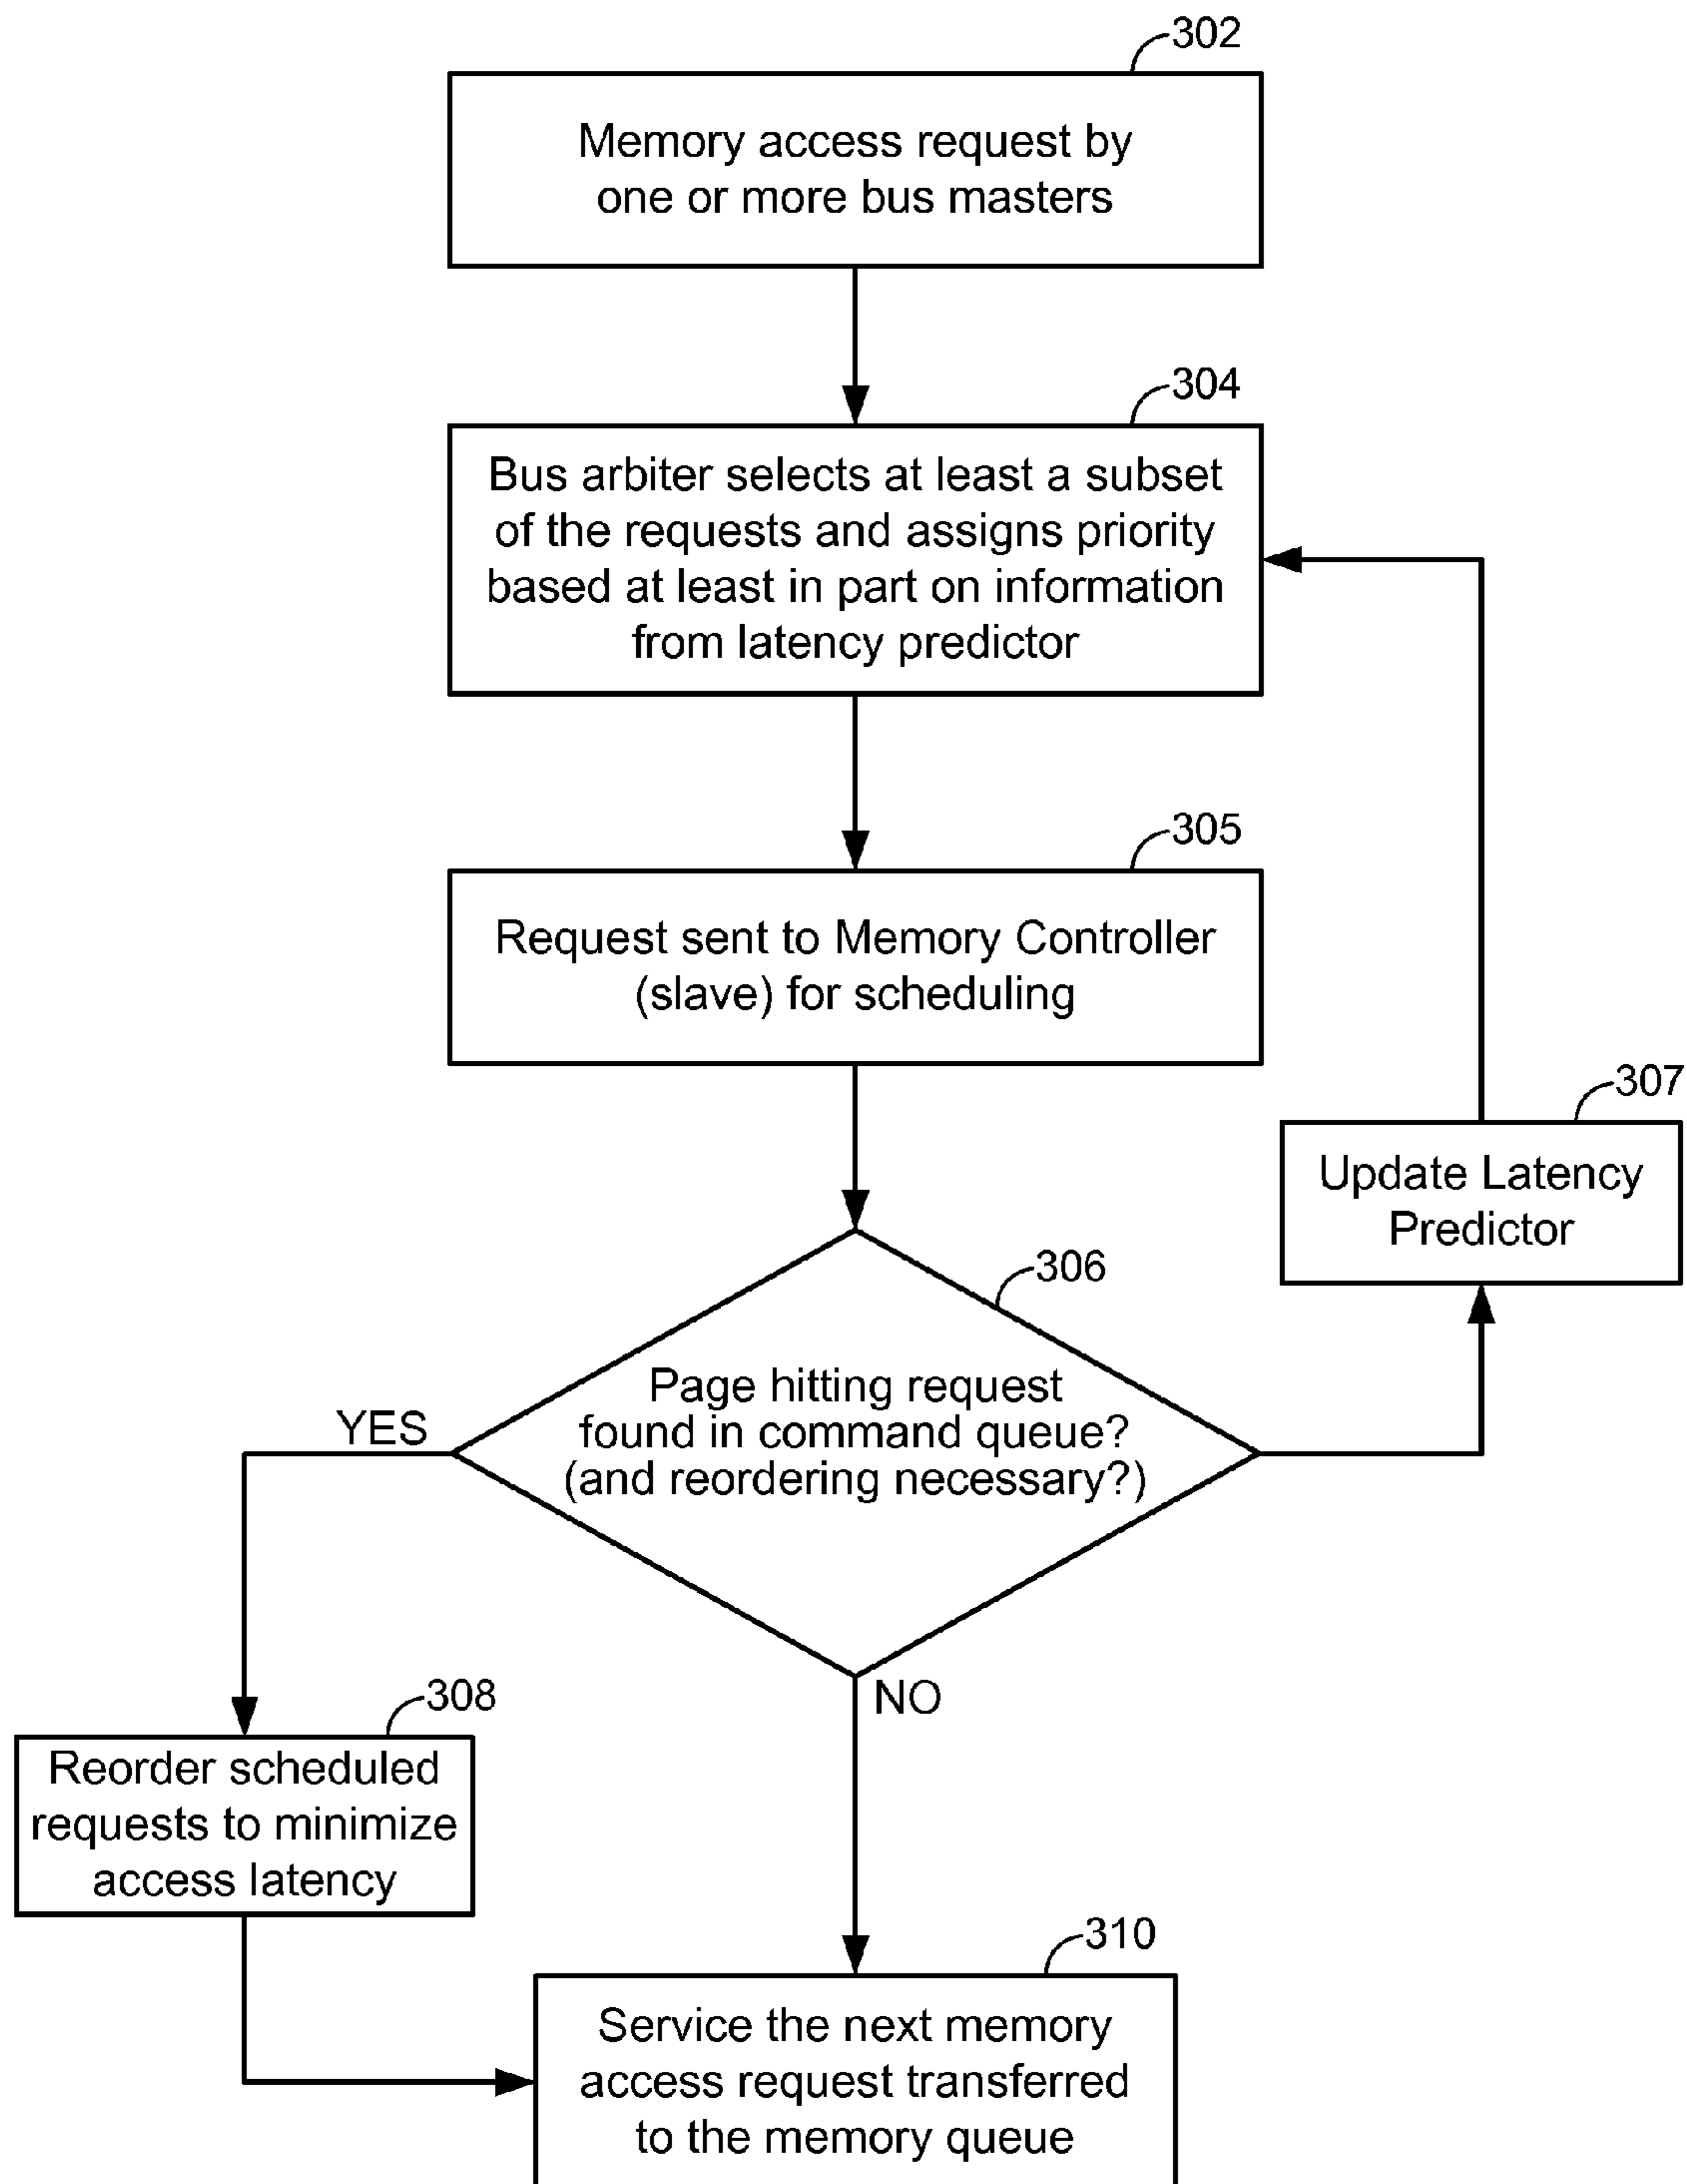 302
Memory access request by
one or more bus masters
304
Bus arbiter selects at least a subset
of the requests and assigns priority
based at least in part on information
from latency predictor
305
Request sent to Memory Controller
(slave) for scheduling
307
Update Latency
Predictor
306
Page hitting request
found in command queue?
(and reordering necessary?)
YES
NO
308
Reorder scheduled
requests to minimize
access latency
310
Service the next memory
access request transferred
to the memory queue